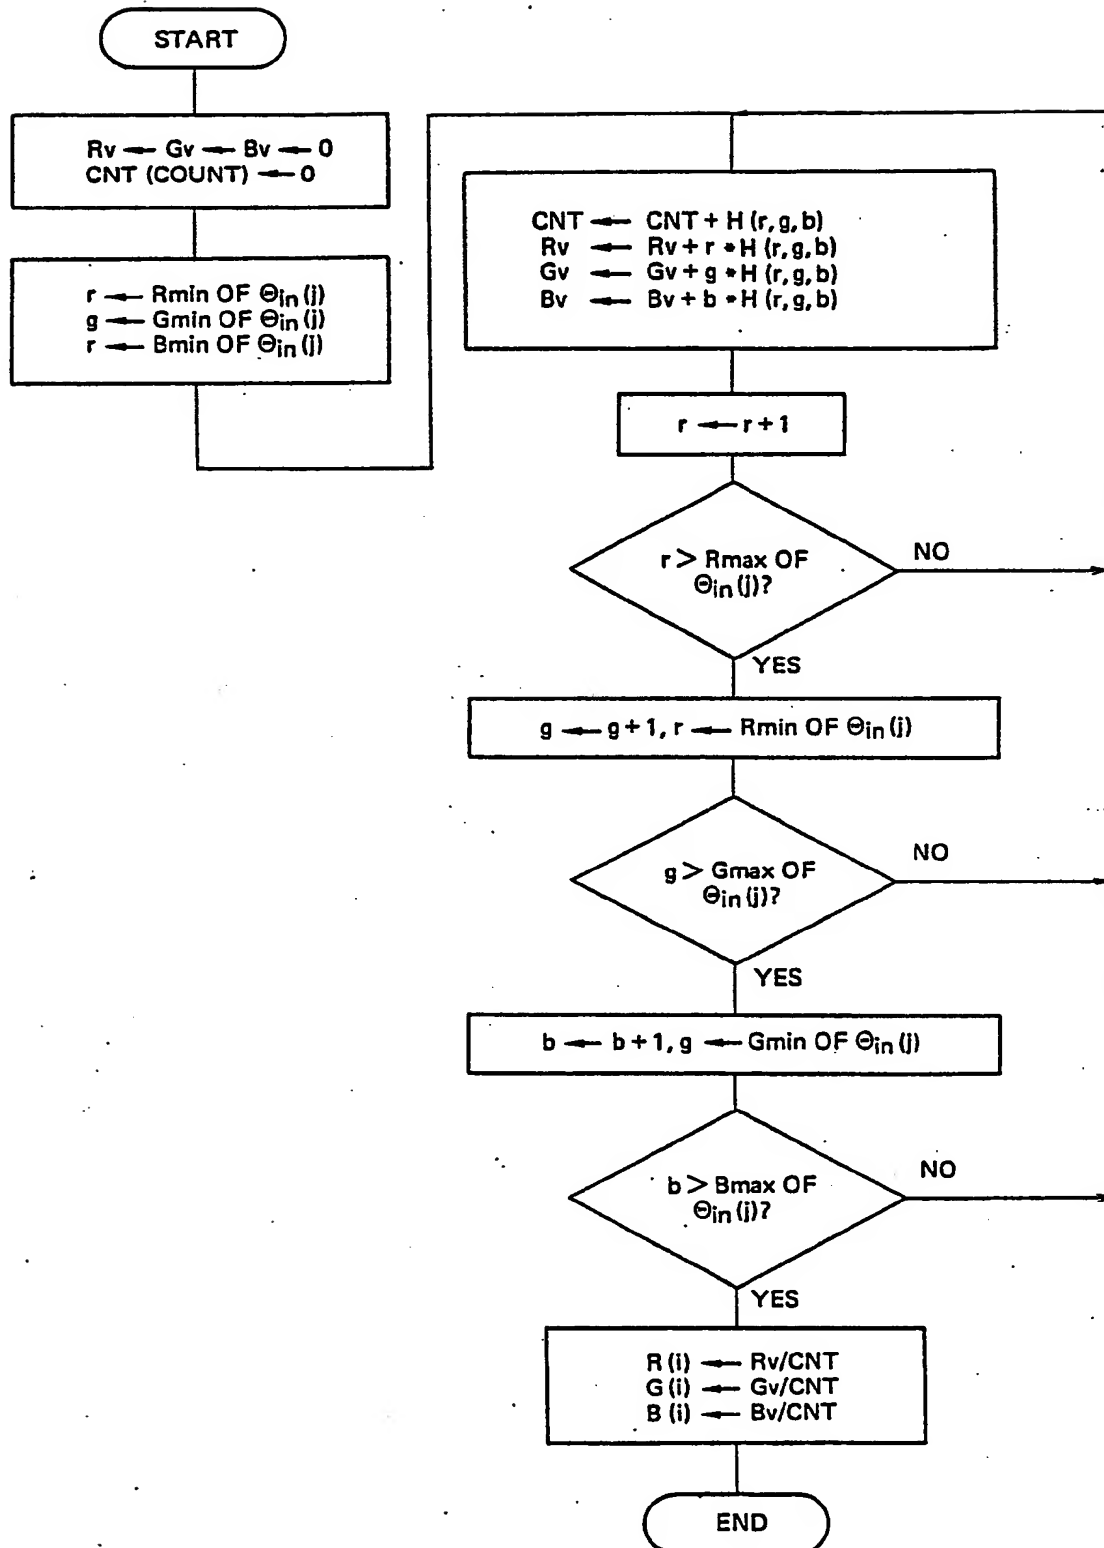 START
Rv ← Gv ← Bv ← 0
CNT (COUNT) ← 0
r ← Rmin OF Θin(j)
g ← Gmin OF Θin(j)
r ← Bmin OF Θin(j)
CNT ← CNT + H (r, g, b)
Rv ← Rv + r * H (r, g, b)
Gv ← Gv + g * H (r, g, b)
Bv ← Bv + b * H (r, g, b)
r ← r + 1
r > Rmax OF
Θin(j)?
NO
YES
g ← g + 1, r ← Rmin OF Θin(j)
g > Gmax OF
Θin(j)?
NO
YES
b ← b + 1, g ← Gmin OF Θin(j)
b > Bmax OF
Θin(j)?
NO
YES
R (i) ← Rv/CNT
G (i) ← Gv/CNT
B (i) ← Bv/CNT
END